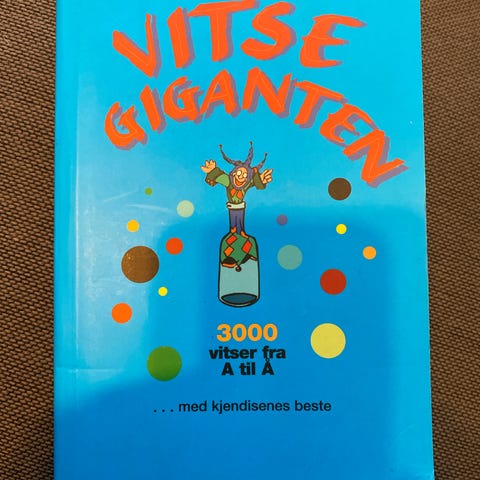 VITSE
GIGANTEN
3000
vitser fra
A til Å
. . . med kjendisenes beste